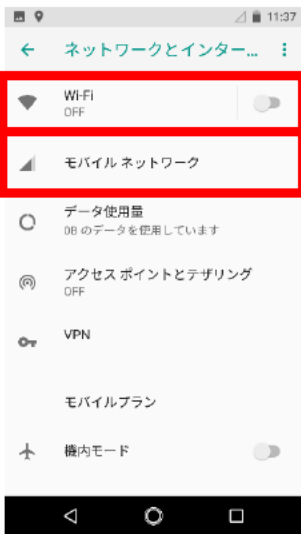 11:37
ネットワークとインター...
Wi-Fi
OFF
モバイル ネットワーク
データ使用量
0B のデータを使用しています
アクセス ポイントとテザリング
OFF
VPN
モバイルプラン
機内モード